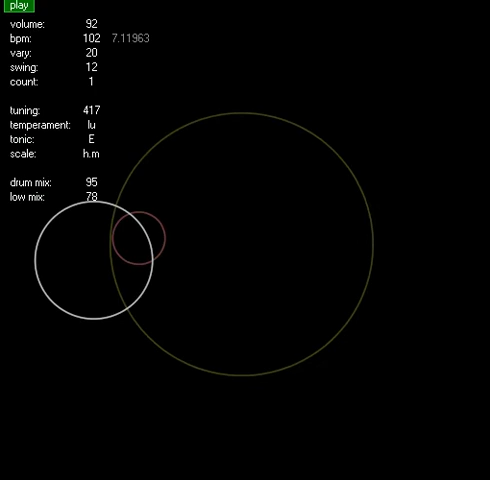 play
volume: 92
bpm: 102 7.11963
vary: 20
swing: 12
count: 1
tuning: 417
temperament: lu
tonic: E
scale: h.m
drum mix: 95
low mix: 78